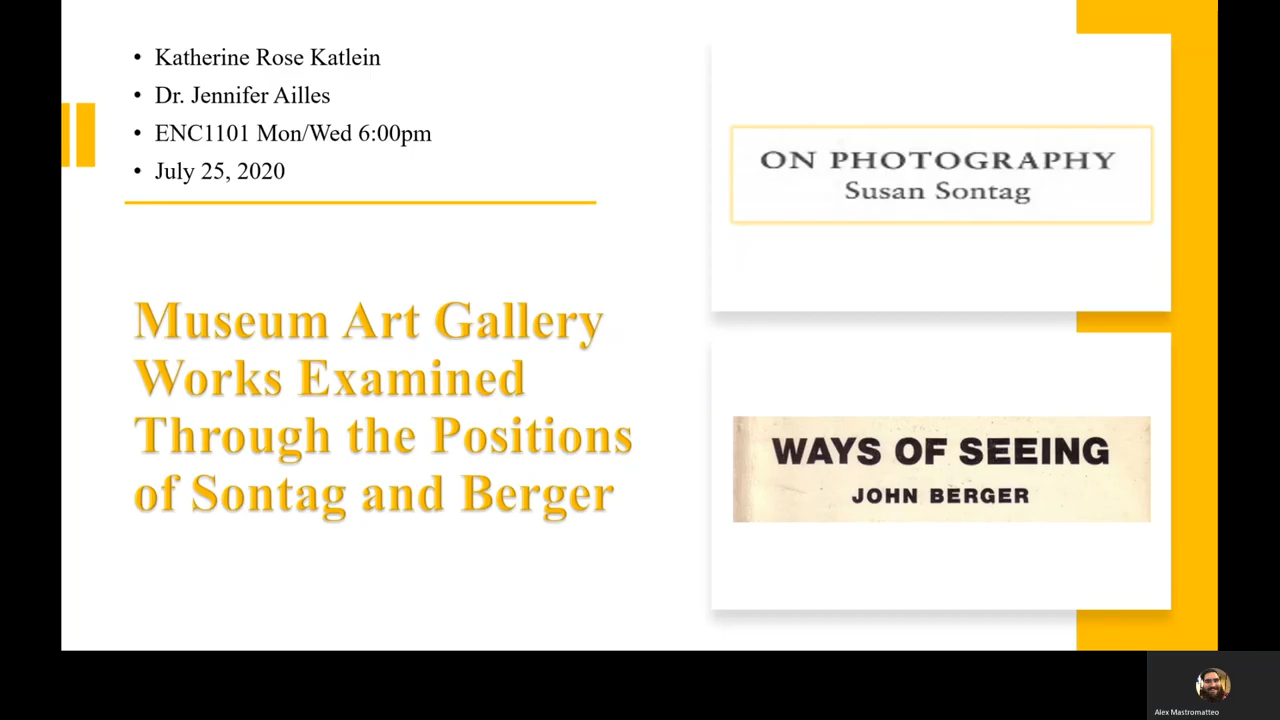 Katherine Rose Katlein
Dr. Jennifer Ailles
ENC1101 Mon/Wed 6:00pm
July 25, 2020
Museum Art Gallery
Works Examined
Through the Positions
of Sontag and Berger
ON PHOTOGRAPHY
Susan Sontag
WAYS OF SEEING
JOHN BERGER
Alex Mastromatteo